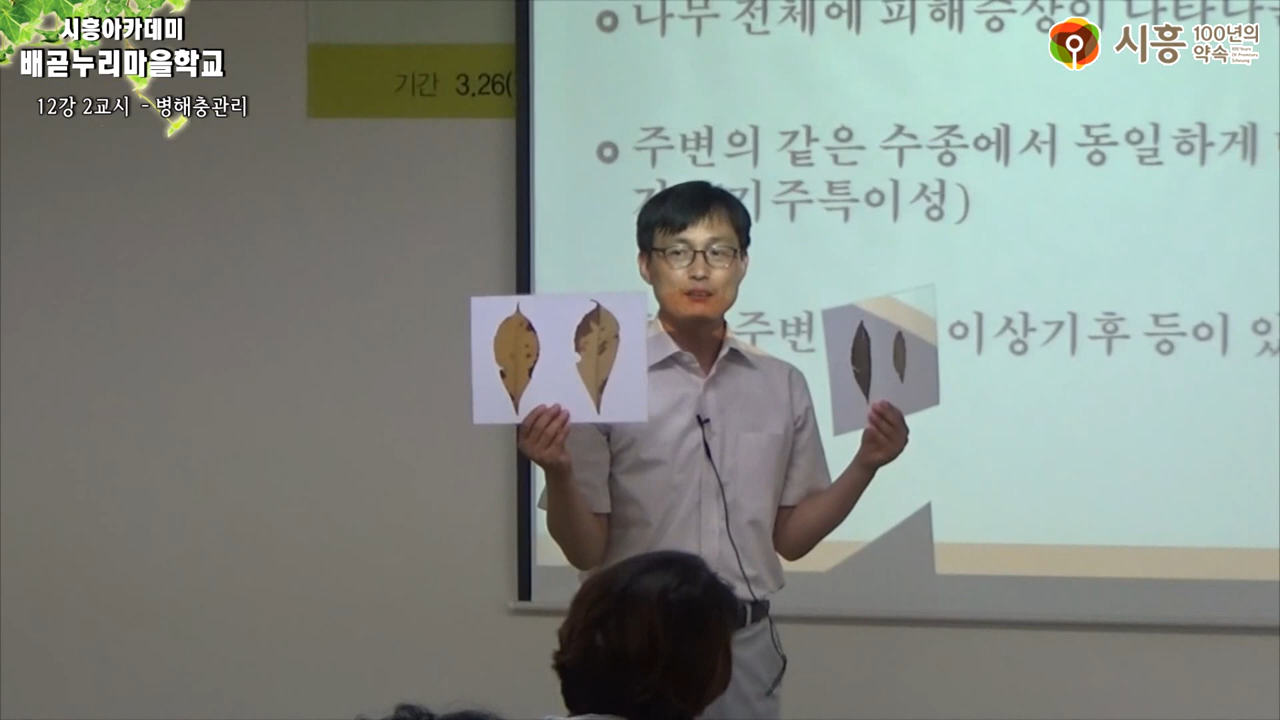 시흥아카데미
배곧누리마을학교
12강 2교시 - 병해충관리
시흥 100년의 약속
기간 3.26(
나무 전체에 피해증상이 나타나
주변의 같은 수종에서 동일하게
기주특이성)
주변 이상기후 등이 있